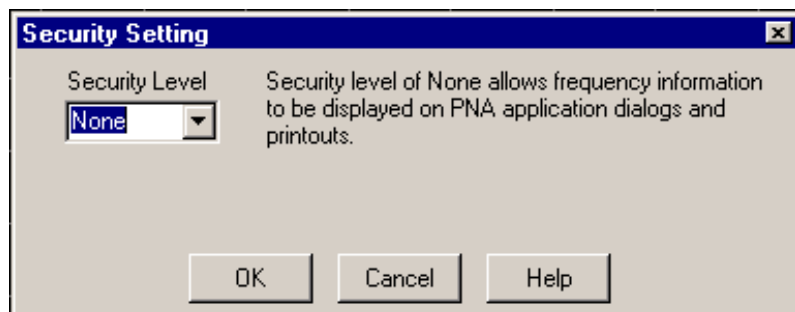 Security Setting
Security Level
None
Security level of None allows frequency information
to be displayed on PNA application dialogs and
printouts.
OK
Cancel
Help